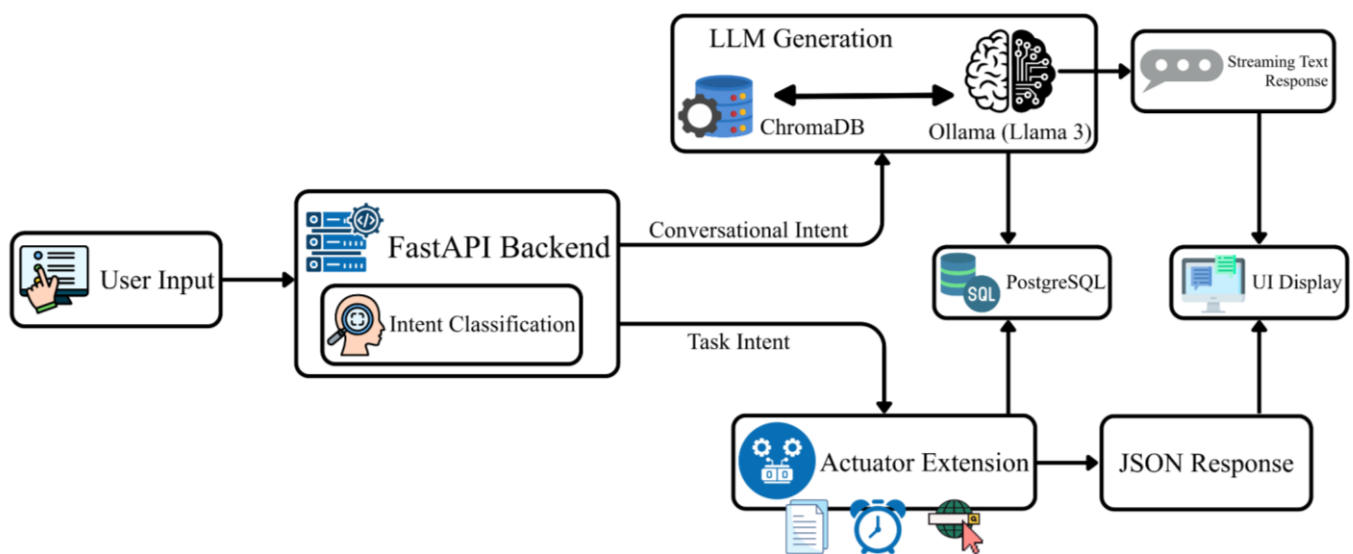 LLM Generation
ChromaDB
Ollama (Llama 3)
Streaming Text
Response
User Input
FastAPI Backend
Intent Classification
Conversational Intent
Task Intent
PostgreSQL
SQL
UI Display
Actuator Extension
JSON Response